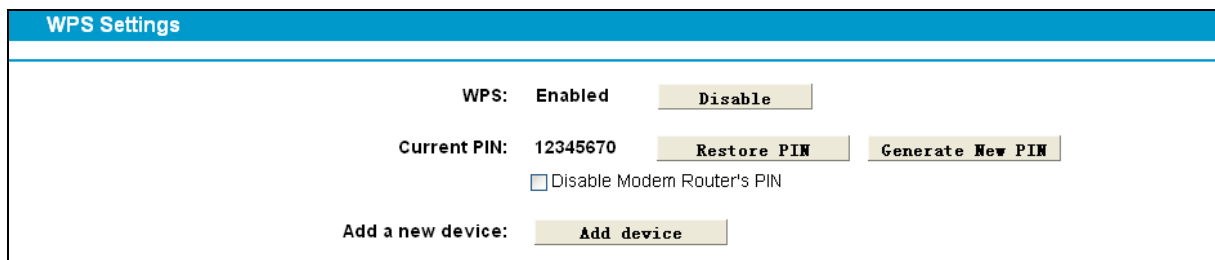 WPS Settings
WPS: Enabled Disable
Current PIN: 12345670 Restore PIN Generate New PIN
Disable Modem Router's PIN
Add a new device: Add device